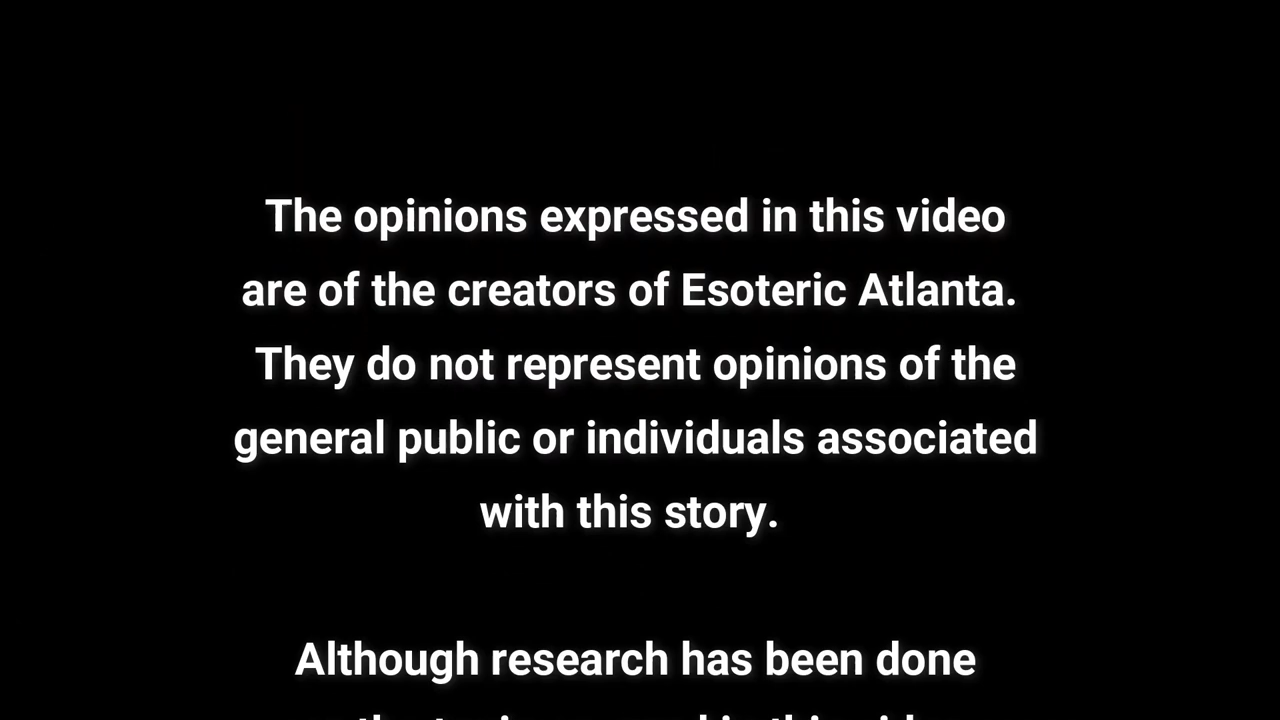 The opinions expressed in this video
are of the creators of Esoteric Atlanta.
They do not represent opinions of the
general public or individuals associated
with this story.
Although research has been done